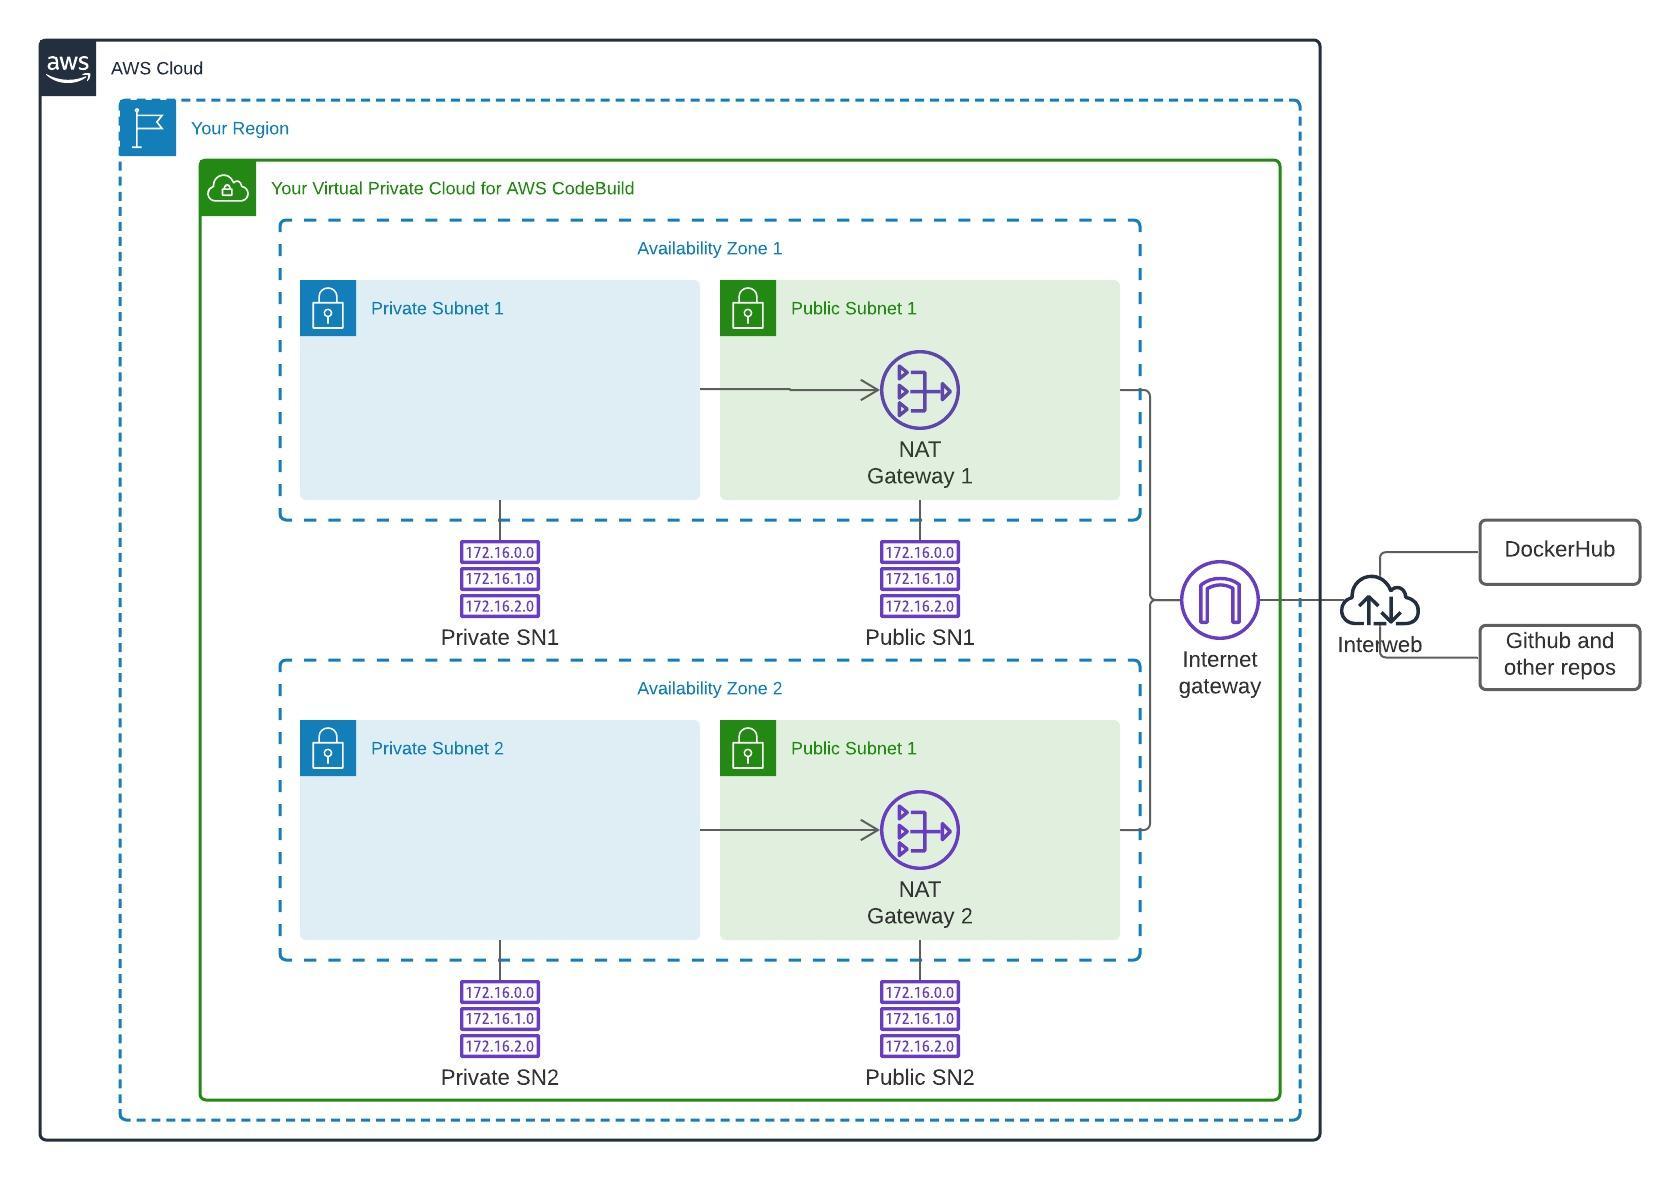 aws
AWS Cloud
Your Region
Your Virtual Private Cloud for AWS CodeBuild
Availability Zone 1
Private Subnet 1
Public Subnet 1
NAT
Gateway 1
172.16.0.0
172.16.1.0
172.16.2.0
Private SN1
172.16.0.0
172.16.1.0
172.16.2.0
Public SN1
Availability Zone 2
Private Subnet 2
Public Subnet 1
NAT
Gateway 2
172.16.0.0
172.16.1.0
172.16.2.0
Private SN2
172.16.0.0
172.16.1.0
172.16.2.0
Public SN2
Internet
gateway
Interweb
DockerHub
Github and
other repos